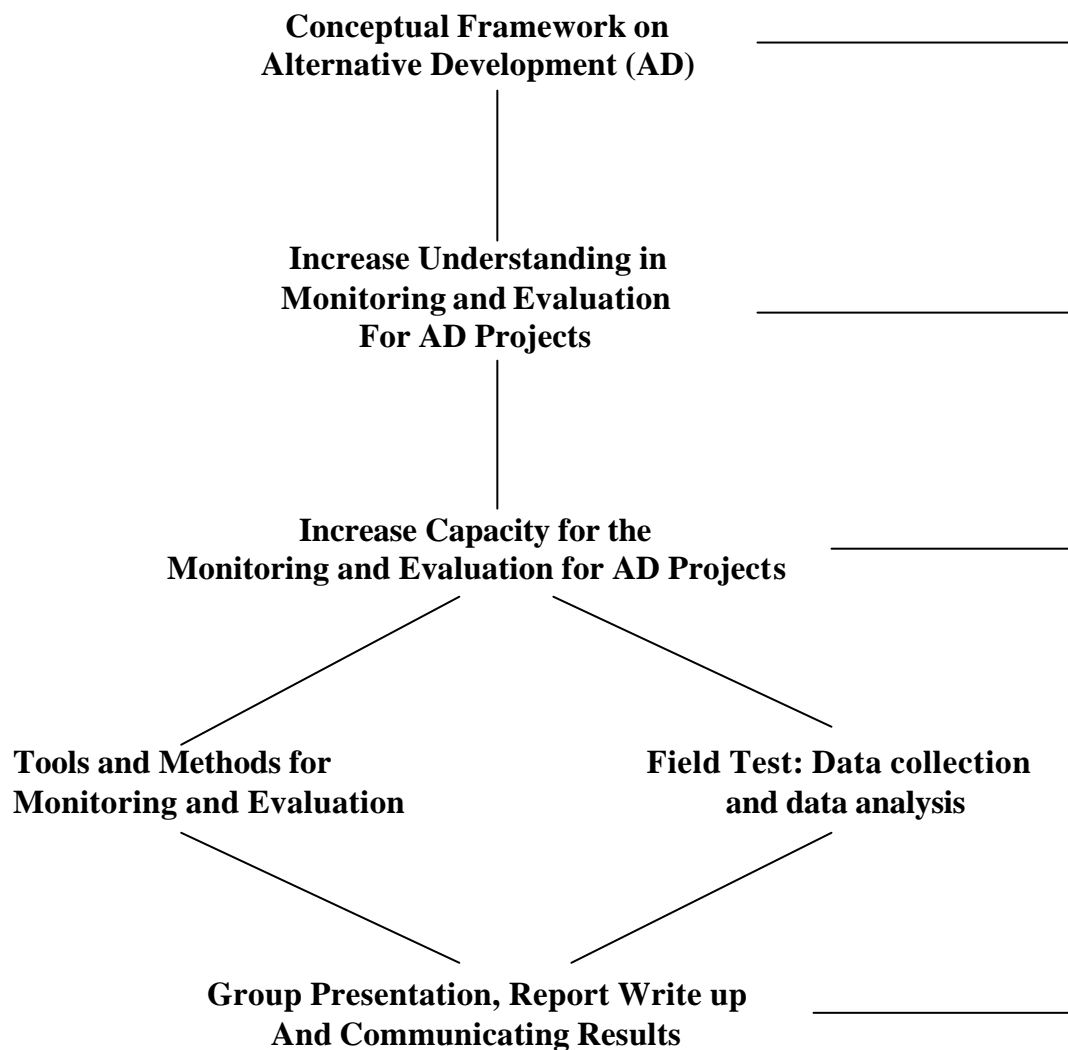 Conceptual Framework on
Alternative Development (AD)
Increase Understanding in
Monitoring and Evaluation
For AD Projects
Increase Capacity for the
Monitoring and Evaluation for AD Projects
Tools and Methods for
Monitoring and Evaluation
Field Test: Data collection
and data analysis
Group Presentation, Report Write up
And Communicating Results